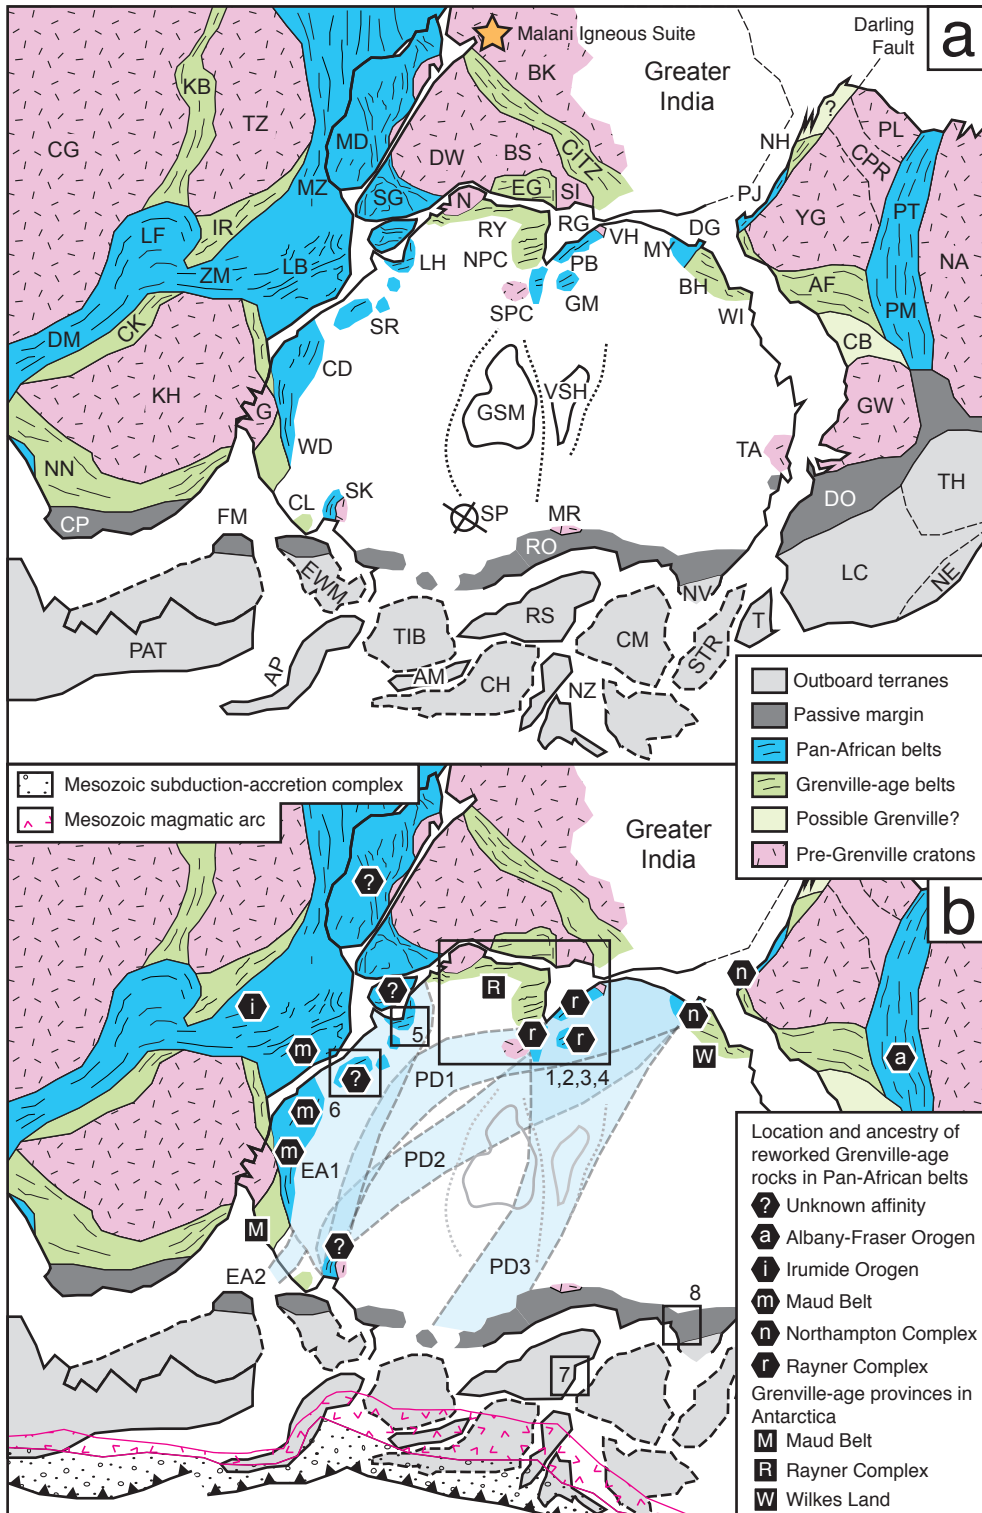 a
Malani Igneous Suite
Darling
Fault
Greater
India
BK
KB
CG
TZ
MD
DW
BS
CITZ
NH
?
PL
CPR
MZ
SG
N
EG
SI
PJ
YG
PT
NA
LF
IR
RY
RG
VH
DG
ZM
LB
LH
NPC
PB
MY
SPC
GM
BH
AF
DM
CK
SR
WI
PM
CD
CB
KH
G
GSM
VSH
GW
WD
TA
NN
CL
SK
SP
MR
DO
TH
CP
FM
RO
EWM
NV
LC
NE
PAT
AP
TIB
RS
CM
STR
T
AM
CH
NZ
Outboard terranes
Passive margin
Pan-African belts
Grenville-age belts
Possible Grenville?
Pre-Grenville cratons
Mesozoic subduction-accretion complex
Mesozoic magmatic arc
b
Greater
India
?
i
?
R
r
n
m
5
r
r
n
W
a
?
PD1
1,2,3,4
6
m
m
EA1
PD2
M
?
EA2
PD3
8
7
Location and ancestry of
reworked Grenville-age
rocks in Pan-African belts
? Unknown affinity
a Albany-Fraser Orogen
i Irumide Orogen
m Maud Belt
n Northampton Complex
r Rayner Complex
Grenville-age provinces in
Antarctica
M Maud Belt
R Rayner Complex
W Wilkes Land